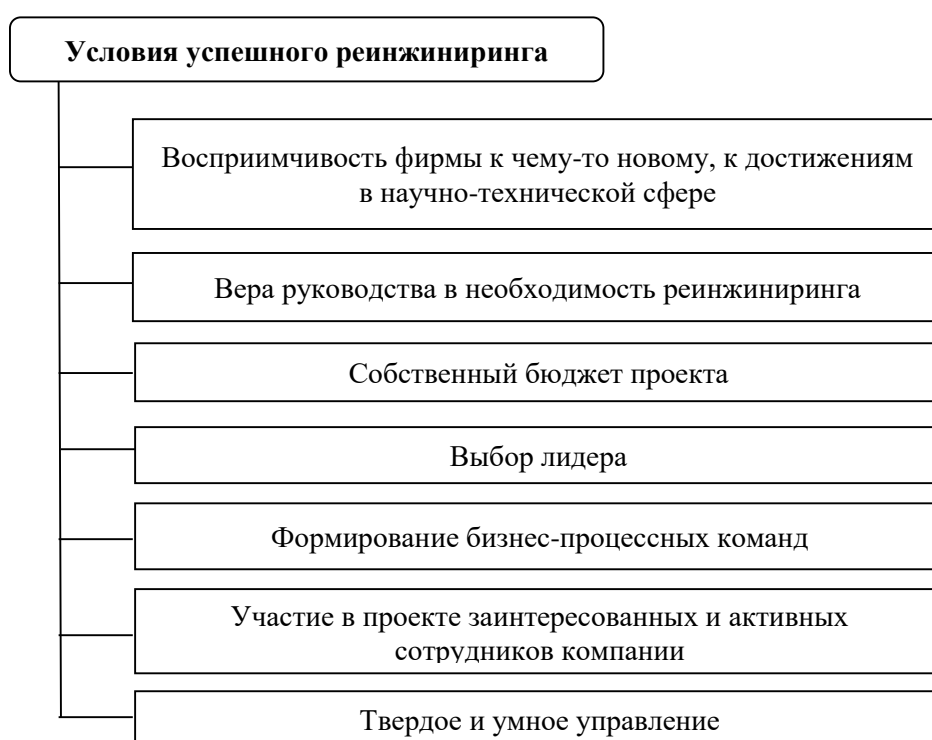 Условия успешного реинжиниринга
Восприимчивость фирмы к чему-то новому, к достижениям
в научно-технической сфере
Вера руководства в необходимость реинжиниринга
Собственный бюджет проекта
Выбор лидера
Формирование бизнес-процессных команд
Участие в проекте заинтересованных и активных
сотрудников компании
Твердое и умное управление